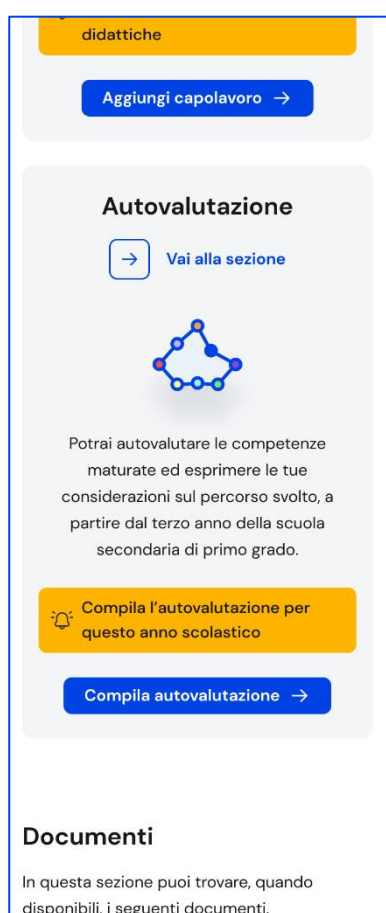 didattiche
Aggiungi capolavoro →
Autovalutazione
→ Vai alla sezione
Potrai autovalutare le competenze
maturate ed esprimere le tue
considerazioni sul percorso svolto, a
partire dal terzo anno della scuola
secondaria di primo grado.
Compila l'autovalutazione per
questo anno scolastico
Compila autovalutazione →
Documenti
In questa sezione puoi trovare, quando
disponibili, i seguenti documenti.